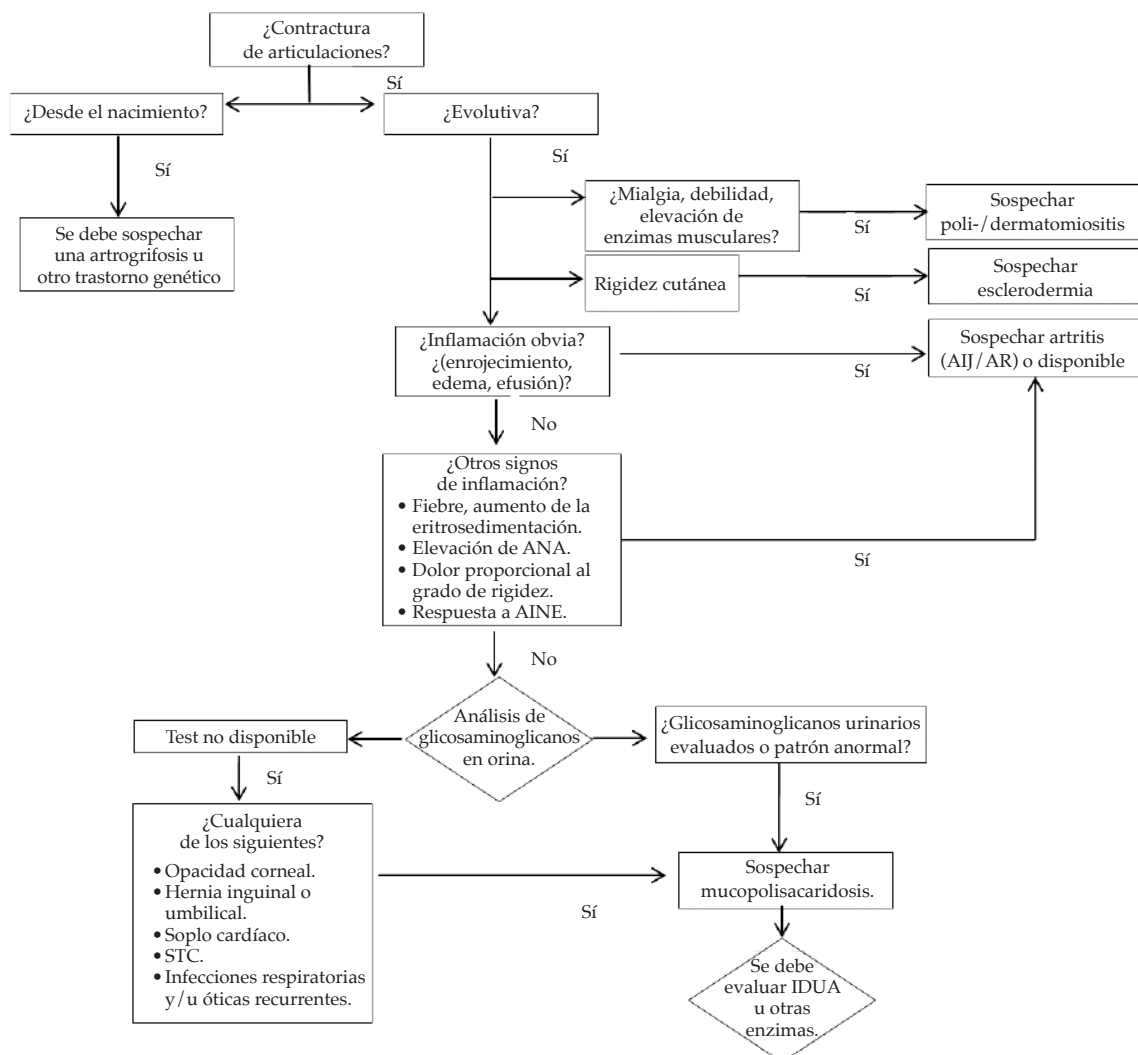 ¿Contractura
de articulaciones?
Sí
¿Desde el nacimiento?
¿Evolutiva?
Sí
Sí
Se debe sospechar
una artrogrifosis u
otro trastorno genético
¿Mialgia, debilidad,
elevación de
enzimas musculares?
Sí
Sospechar
poli-/dermatomiositis
Rigidez cutánea
Sí
Sospechar
esclerodermia
¿Inflamación obvia?
¿(enrojecimiento,
edema, efusión)?
Sí
Sospechar artritis
(AIJ/AR) o disponible
No
¿Otros signos
de inflamación?
• Fiebre, aumento de la
eritrosedimentación.
• Elevación de ANA.
• Dolor proporcional al
grado de rigidez.
• Respuesta a AINE.
Sí
No
Análisis de
glicosaminoglicanos
en orina.
Test no disponible
¿Glicosaminoglicanos urinarios
evaluados o patrón anormal?
Sí
Sí
¿Cualquiera
de los siguientes?
• Opacidad corneal.
• Hernia inguinal o
umbilical.
• Soplo cardíaco.
• STC.
• Infecciones respiratorias
y/u óticas recurrentes.
Sí
Sospechar
mucopolisacaridosis.
Se debe
evaluar IDUA
u otras
enzimas.